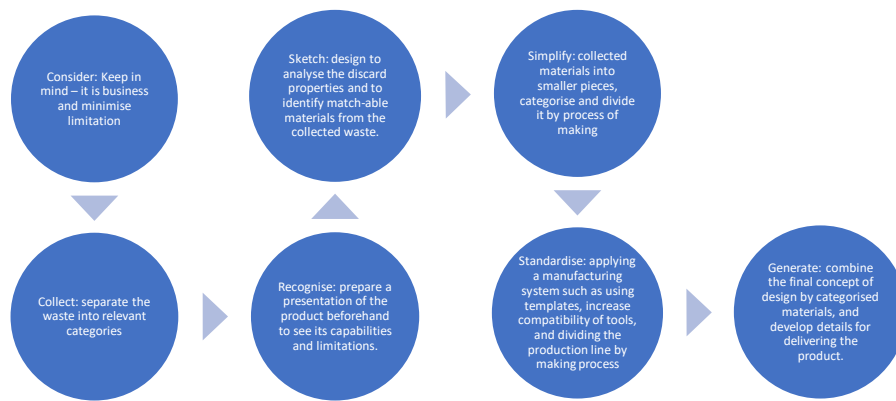 Consider: Keep in
mind – it is business
and minimise
limitation
Collect: separate the
waste into relevant
categories
Recognise: prepare a
presentation of the
product beforehand
to see its capabilities
and limitations.
Sketch: design to
analyse the discard
properties and to
identify match-able
materials from the
collected waste.
Simplify: collected
materials into
smaller pieces,
categorise and divide
it by process of
making
Standardise: applying
a manufacturing
system such as using
templates, increase
compatibility of tools,
and dividing the
production line by
making process
Generate: combine
the final concept of
design by categorised
materials, and
develop details for
delivering the
product.